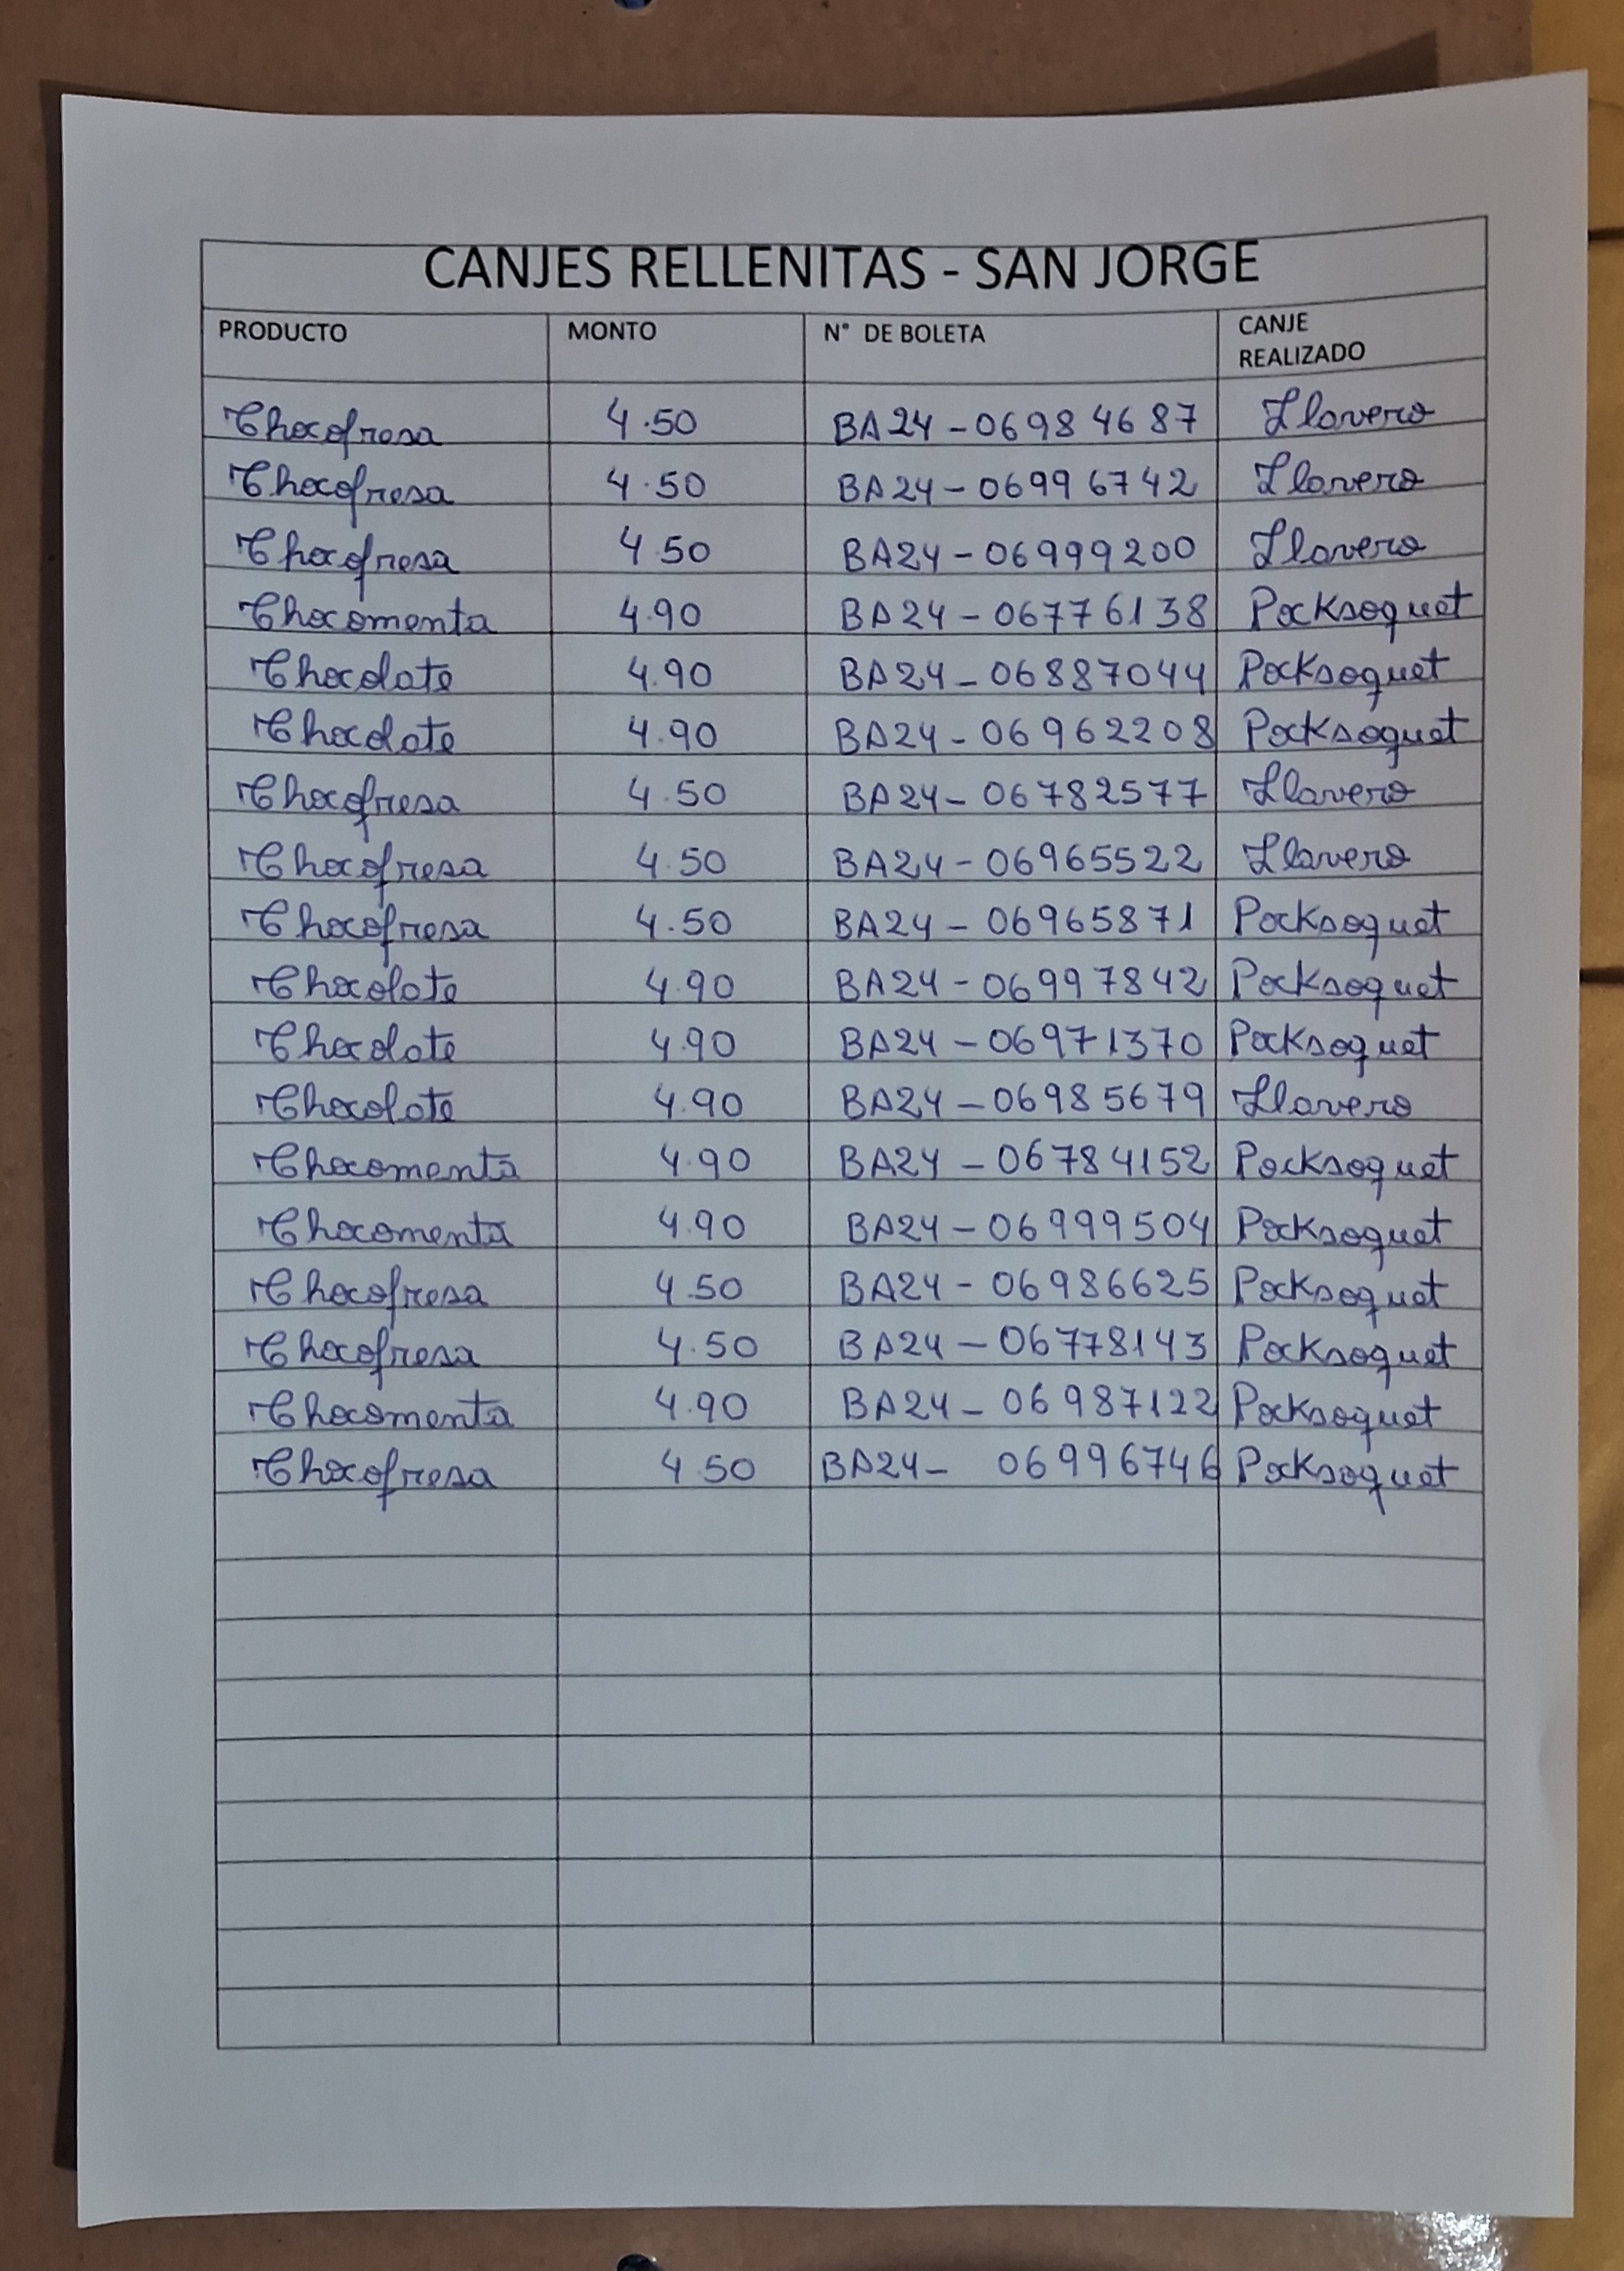 CANJES RELLENITAS - SAN JORGE
PRODUCTO MONTO N° DE BOLETA CANJE REALIZADO
Chocofresa 4.50 BA24-06984687 Llavero
Chocofresa 4.50 BA24-06996742 Llavero
Chocofresa 4.50 BA24-06999200 Llavero
Chocomenta 4.90 BA24-06776138 Pocksoquet
Chocolate 4.90 BA24-06887044 Pocksoquet
Chocolate 4.90 BA24-06962208 Pocksoquet
Chocofresa 4.50 BA24-06782577 Llavero
Chocofresa 4.50 BA24-06965522 Llavero
Chocofresa 4.50 BA24-06965871 Pocksoquet
Chocolate 4.90 BA24-06997842 Pocksoquet
Chocolate 4.90 BA24-06971370 Pocksoquet
Chocolate 4.90 BA24-06985679 Llavero
Chocomenta 4.90 BA24-06784152 Pocksoquet
Chocomenta 4.90 BA24-06999504 Pocksoquet
Chocofresa 4.50 BA24-06986625 Pocksoquet
Chocofresa 4.50 BA24-06778143 Pocksoquet
Chocomenta 4.90 BA24-06987122 Pocksoquet
Chocofresa 4.50 BA24-06996746 Pocksoquet